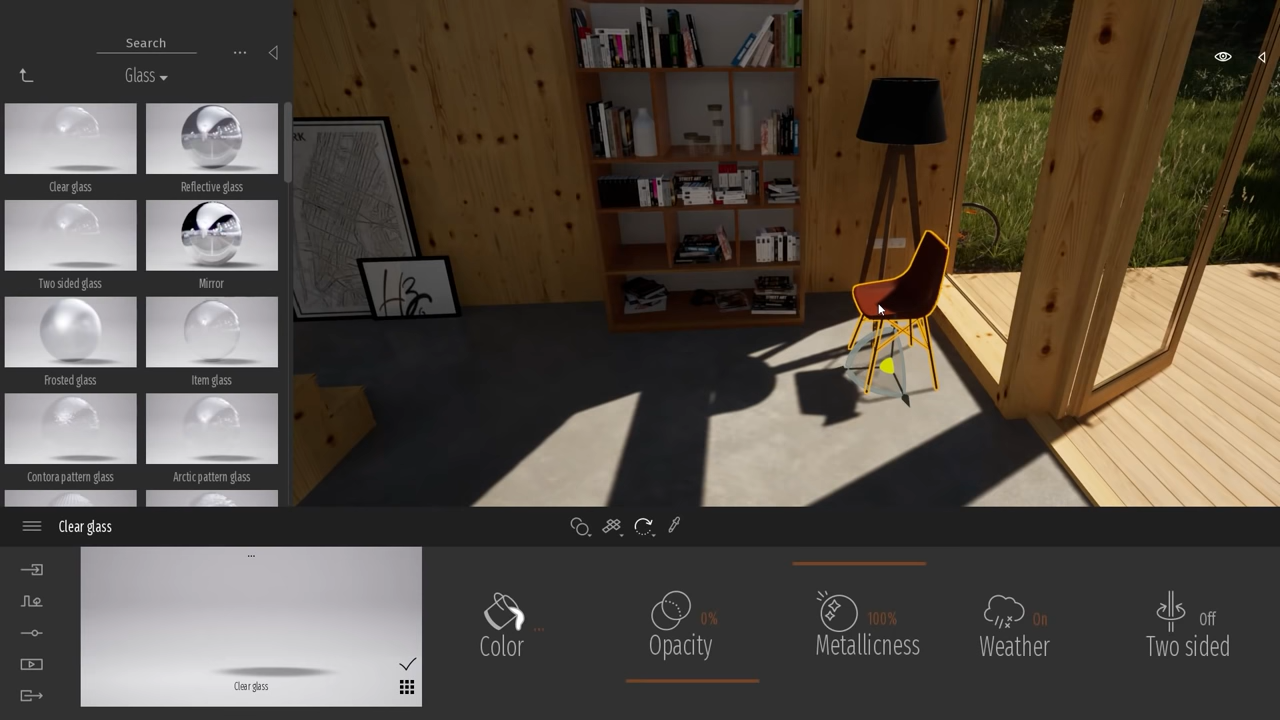 Search
...
Glass
Clear glass
Reflective glass
Two sided glass
Mirror
Frosted glass
Item glass
Contora pattern glass
Arctic pattern glass
Clear glass
...
Clear glass
Color ...
Opacity 0%
Metallicness 100%
Weather On
Two sided Off